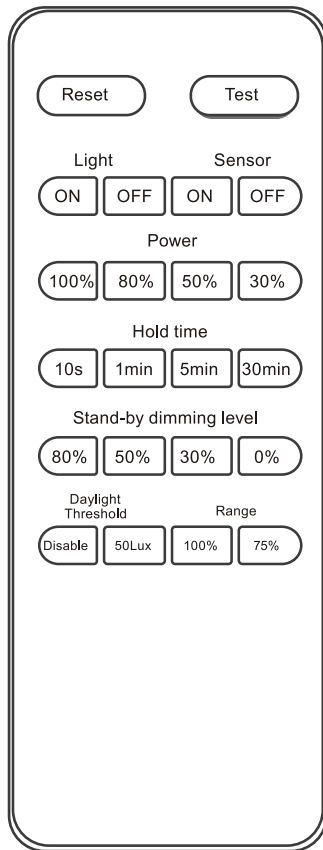 Reset Test
Light Sensor
ON OFF ON OFF
Power
100% 80% 50% 30%
Hold time
10s 1min 5min 30min
Stand-by dimming level
80% 50% 30% 0%
Daylight
Threshold Range
Disable 50Lux 100% 75%